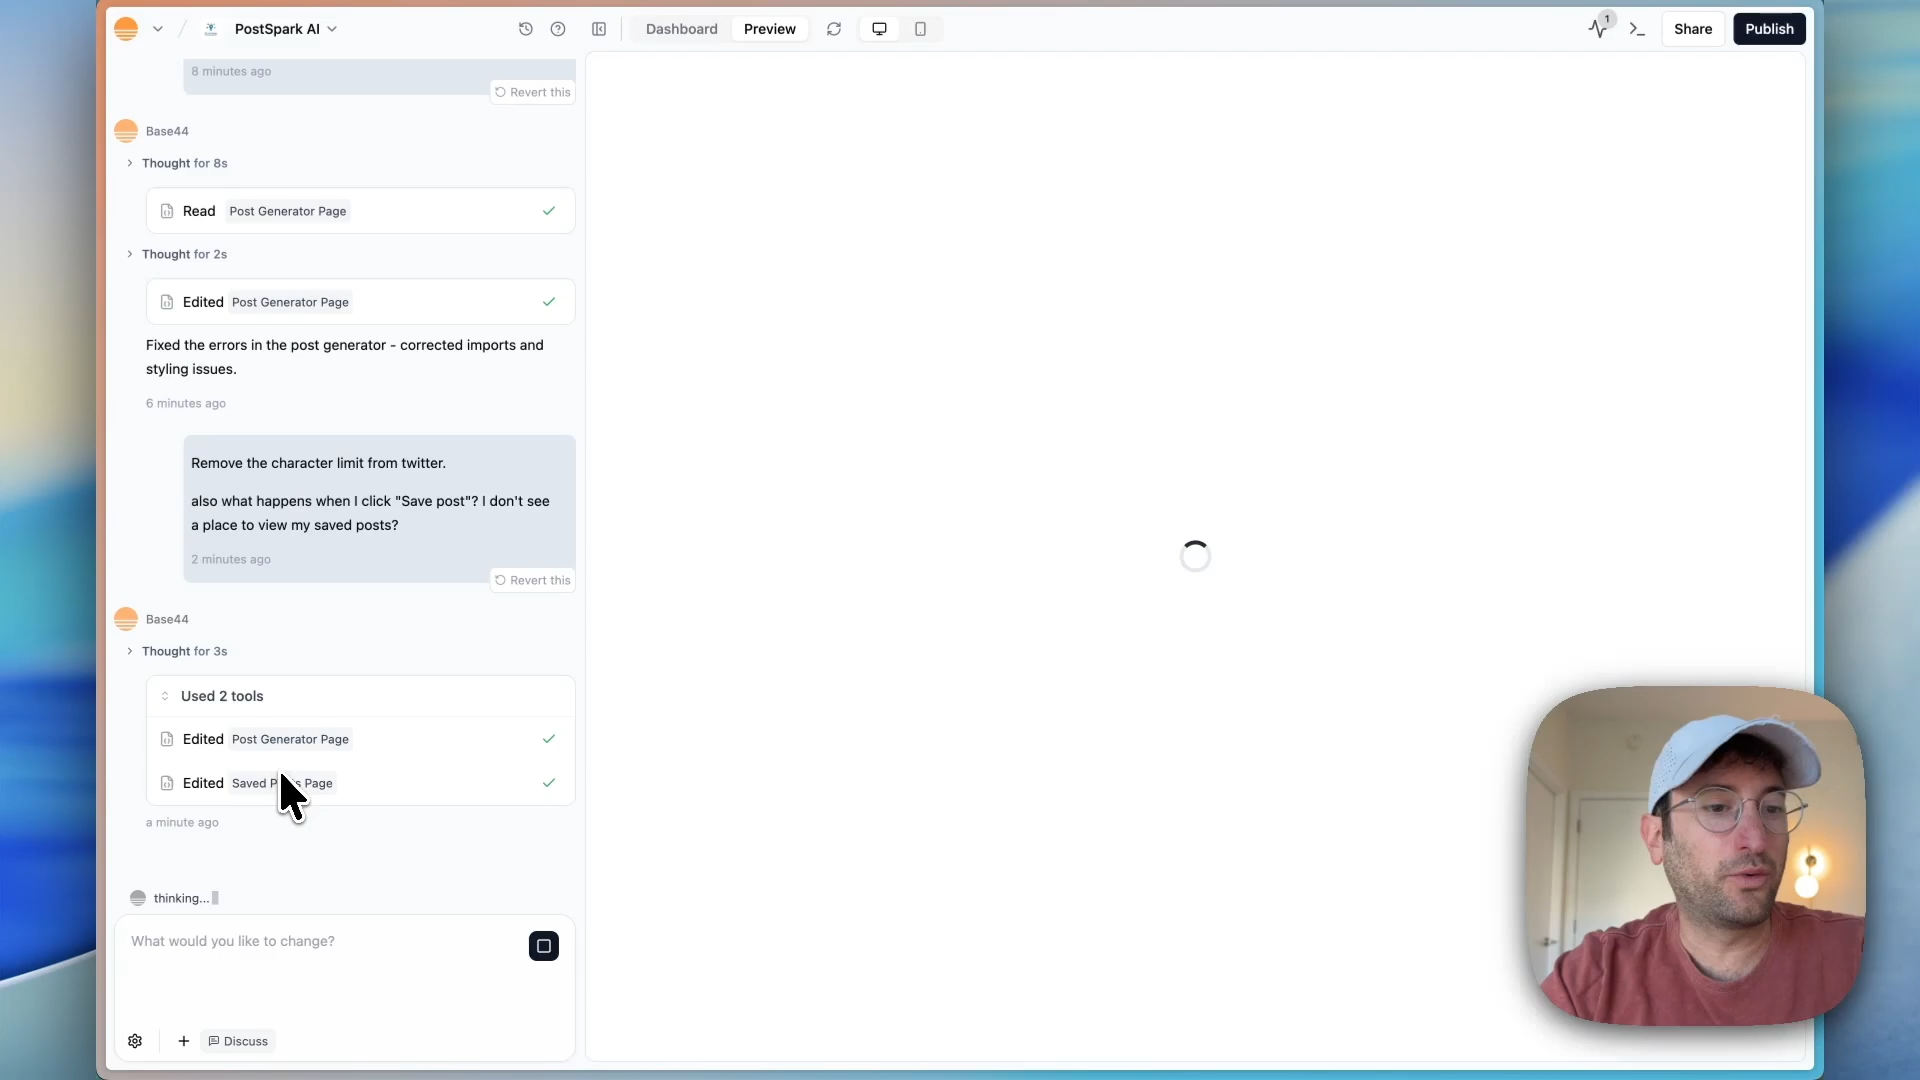 PostSpark AI
Dashboard
Preview
1
Share
Publish
8 minutes ago
Revert this
Base44
Thought for 8s
Read Post Generator Page
Thought for 2s
Edited Post Generator Page
Fixed the errors in the post generator - corrected imports and
styling issues.
6 minutes ago
Remove the character limit from twitter.
also what happens when I click "Save post"? I don't see
a place to view my saved posts?
2 minutes ago
Revert this
Base44
Thought for 3s
Used 2 tools
Edited Post Generator Page
Edited Saved Page
a minute ago
thinking...
What would you like to change?
Discuss